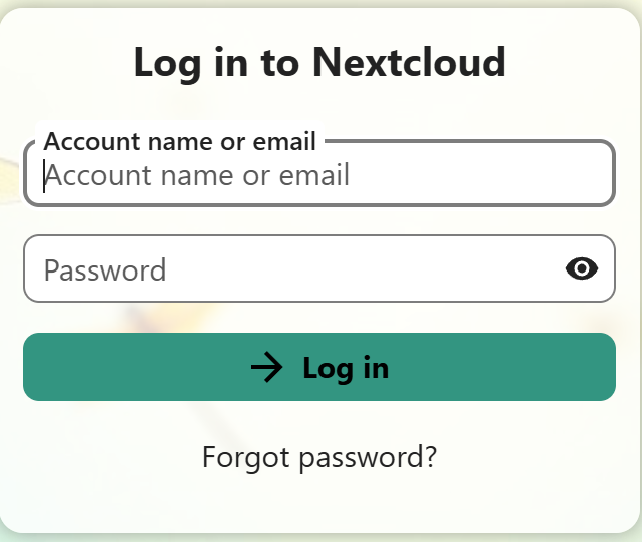 Log in to Nextcloud
Account name or email
Account name or email
Password
Log in
Forgot password?